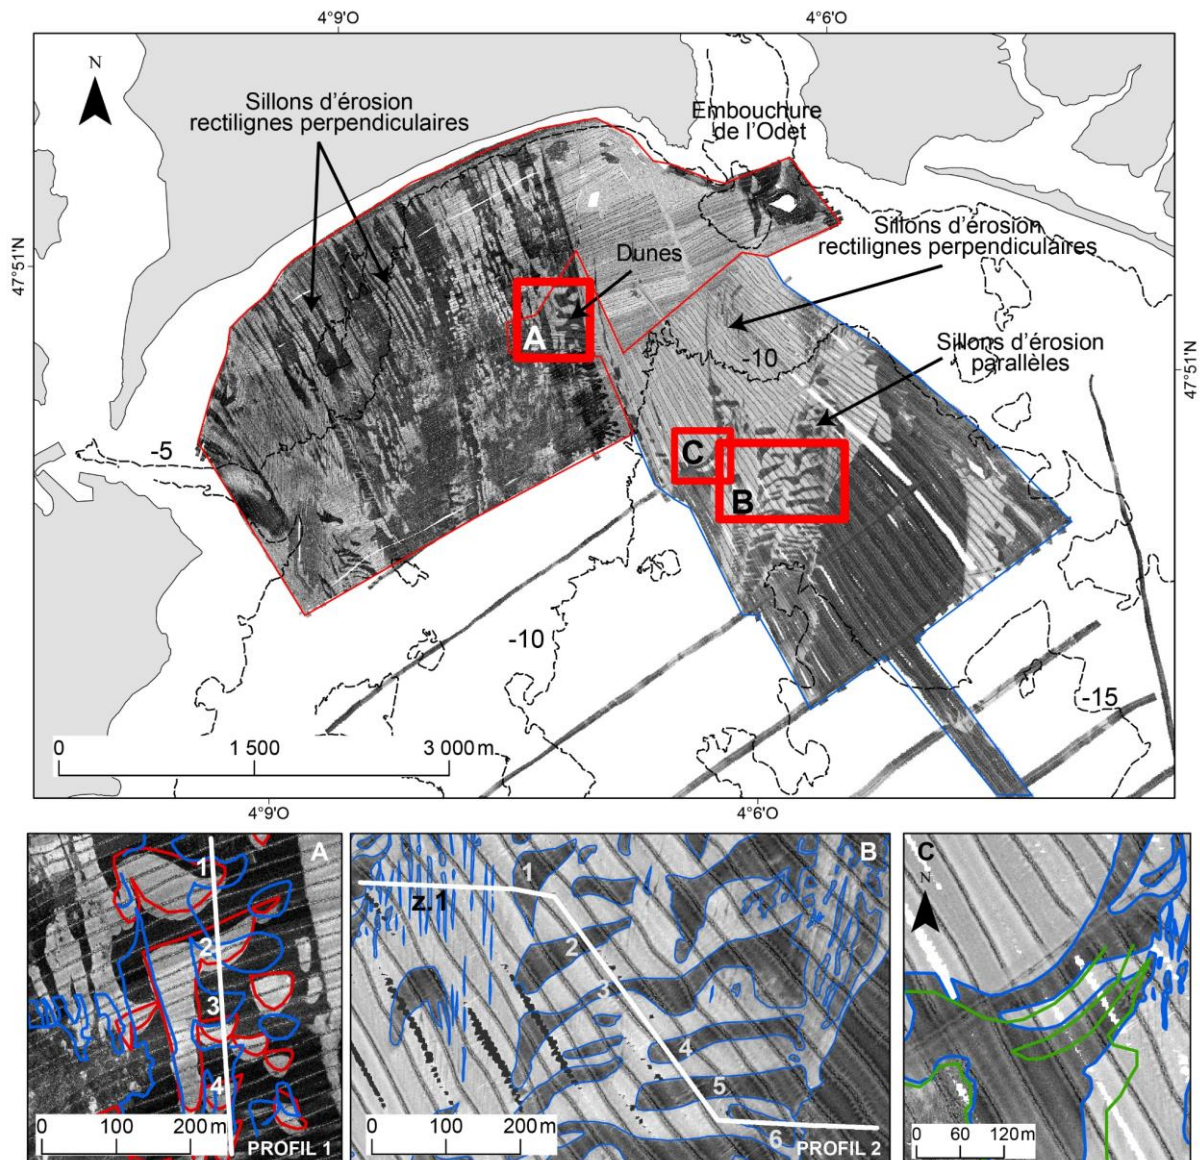 4°9'O
4°6'O
N
Sillons d'érosion
rectilignes perpendiculaires
Embouchure
de l'Odet
Sillons d'érosion
rectilignes perpendiculaires
47°51'N
Dunes
A
-10
Sillons d'érosion
parallèles
47°51'N
-5
C
B
-10
-15
0
1 500
3 000 m
4°9'O
4°6'O
A
1
2
3
4
0
100
200 m
PROFIL 1
B
1
z.1
2
3
4
5
6
0
100
200 m
PROFIL 2
C
N
0
60
120 m